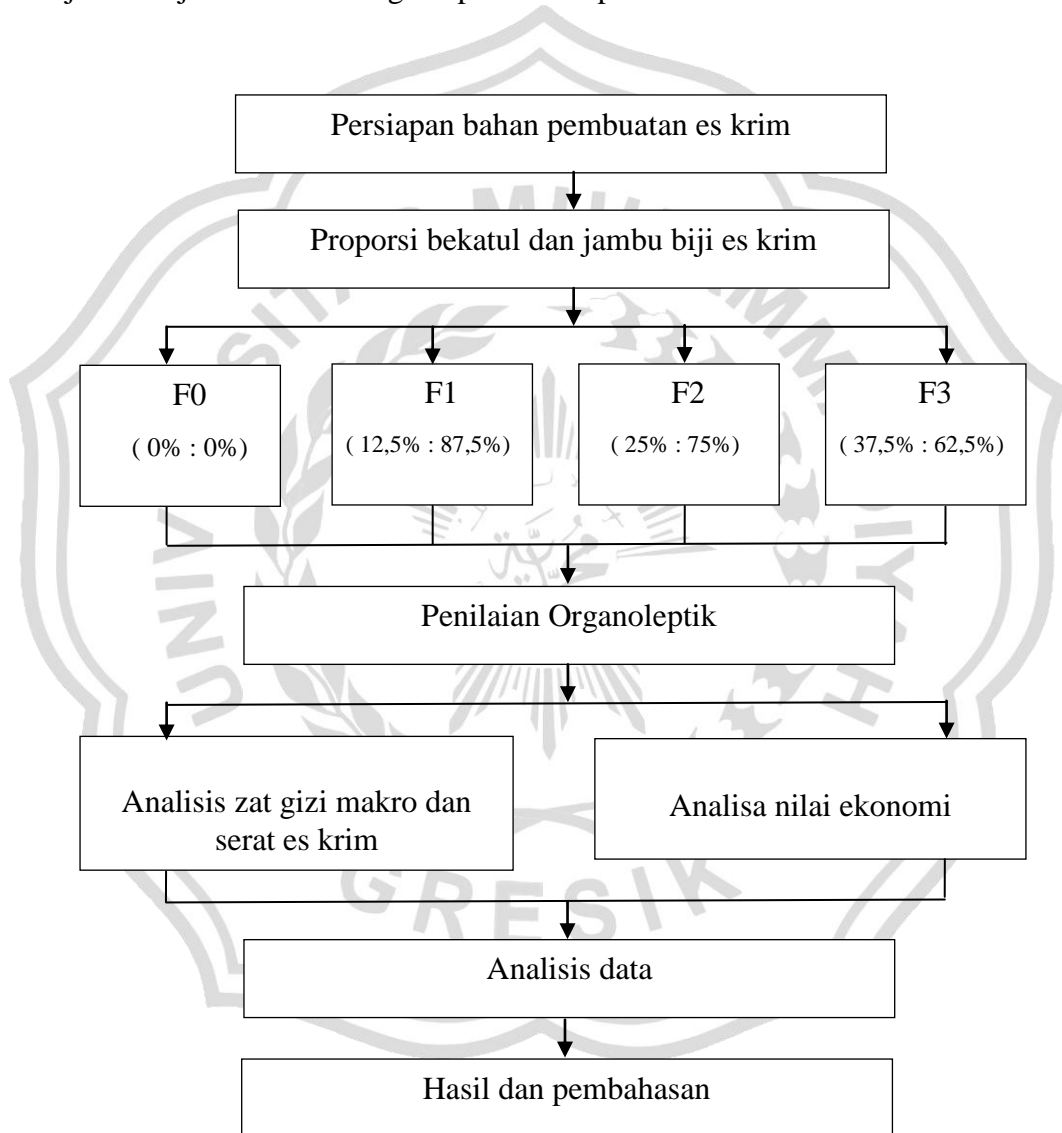 Persiapan bahan pembuatan es krim
Proporsi bekatul dan jambu biji es krim
F0
( 0% : 0%)
F1
( 12,5% : 87,5%)
F2
( 25% : 75%)
F3
( 37,5% : 62,5%)
Penilaian Organoleptik
Analisis zat gizi makro dan
serat es krim
Analisa nilai ekonomi
Analisis data
Hasil dan pembahasan
GRESIK